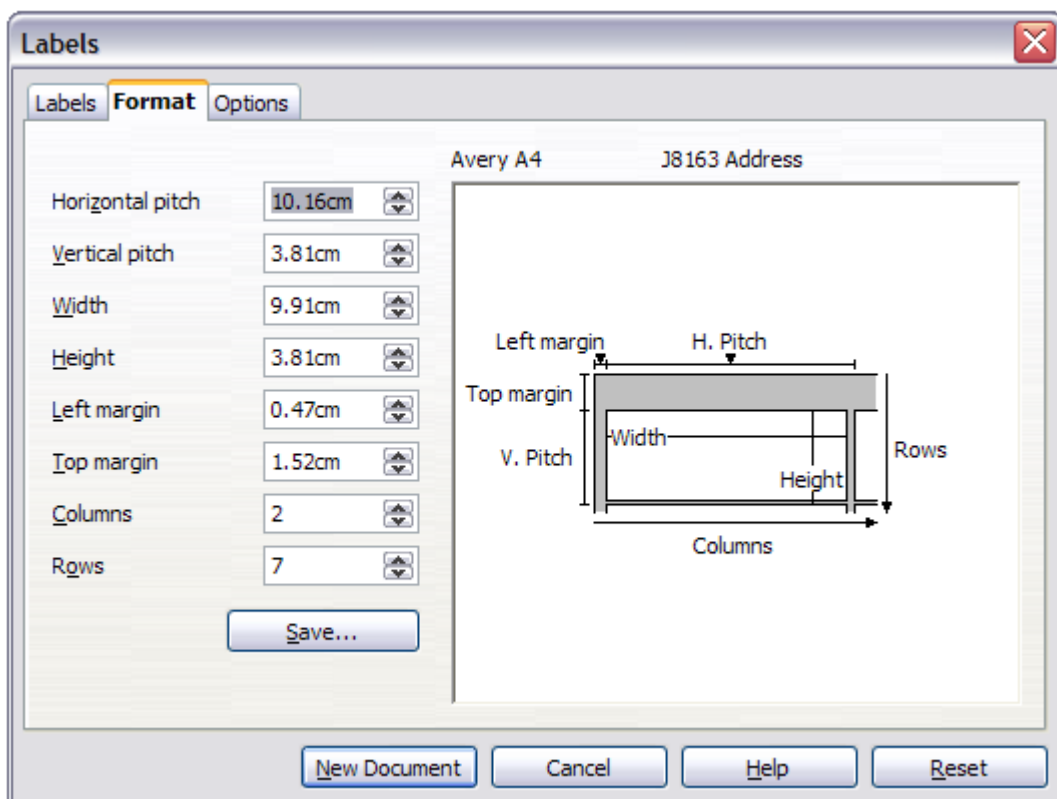 Labels
Labels Format Options
Avery A4 J8163 Address
Horizontal pitch 10.16cm
Vertical pitch 3.81cm
Width 9.91cm
Height 3.81cm
Left margin 0.47cm
Top margin 1.52cm
Columns 2
Rows 7
Save...
Left margin H. Pitch
Top margin
Width
V. Pitch
Height
Rows
Columns
New Document Cancel Help Reset